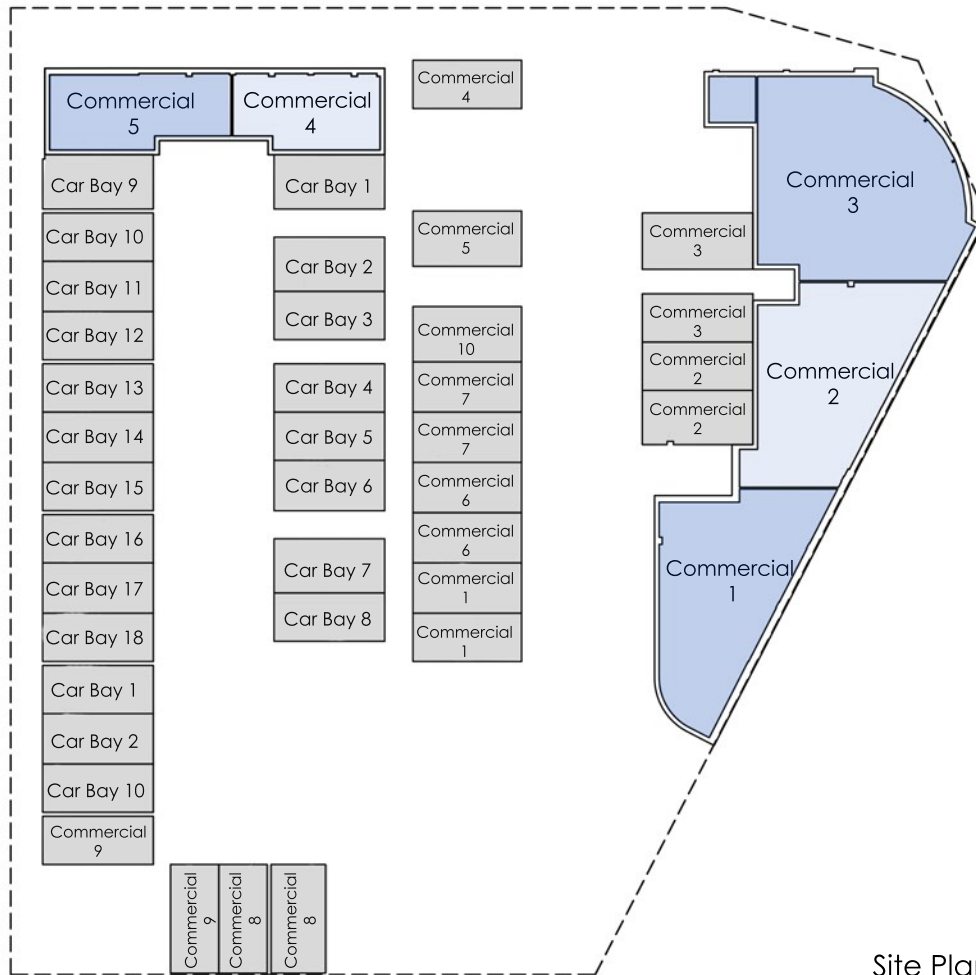 Commercial
5
Commercial
4
Car Bay 9
Car Bay 10
Car Bay 11
Car Bay 12
Car Bay 13
Car Bay 14
Car Bay 15
Car Bay 16
Car Bay 17
Car Bay 18
Car Bay 1
Car Bay 2
Car Bay 10
Commercial
9
Commercial
9
Commercial
8
Commercial
8
Car Bay 1
Car Bay 2
Car Bay 3
Car Bay 4
Car Bay 5
Car Bay 6
Car Bay 7
Car Bay 8
Commercial
4
Commercial
5
Commercial
10
Commercial
7
Commercial
7
Commercial
6
Commercial
6
Commercial
1
Commercial
1
Commercial
3
Commercial
3
Commercial
2
Commercial
2
Commercial
3
Commercial
2
Commercial
1
Site Pla